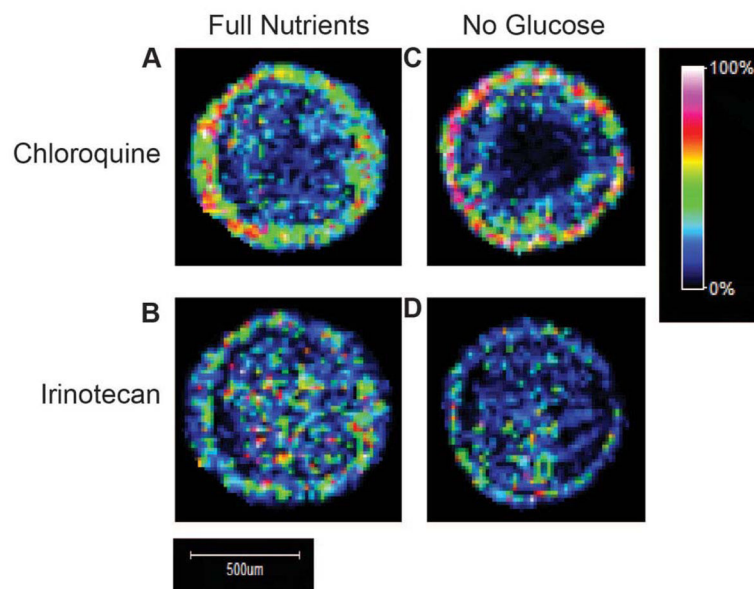 Full Nutrients
No Glucose
A
C
100%
Chloroquine
0%
B
D
Irinotecan
500um